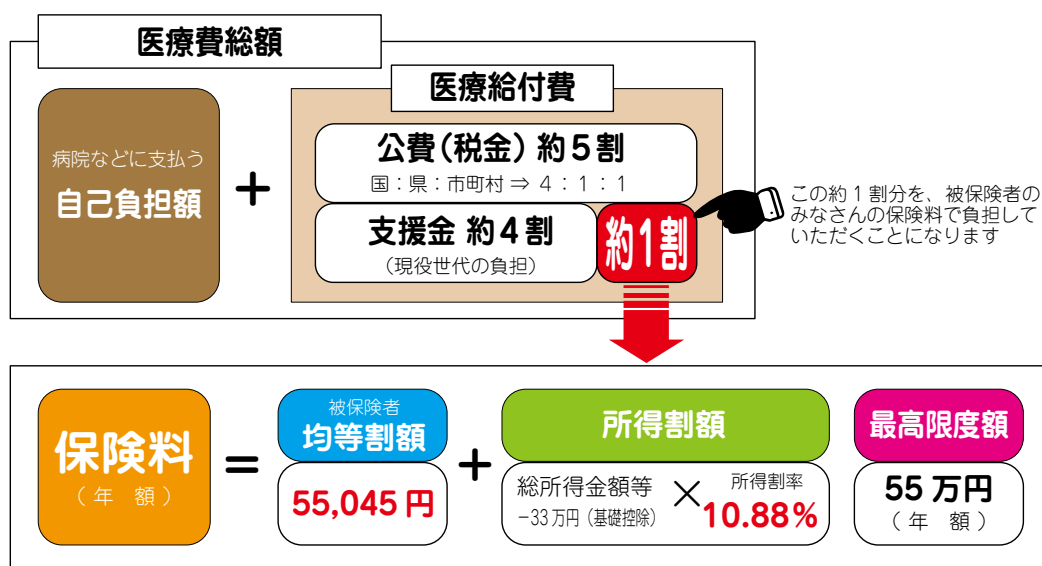 医療費総額
医療給付費
病院などに支払う
自己負担額
+
公費(税金) 約5割
国：県：市町村 ⇒ 4：1：1
支援金 約4割
(現役世代の負担)
約1割
この約1割分を、被保険者の
みなさんの保険料で負担して
いただくことになります
保険料
(年 額)
=
被保険者
均等割額
55,045円
+
所得割額
総所得金額等
−33万円(基礎控除)
×
所得割率
10.88%
最高限度額
55万円
(年 額)